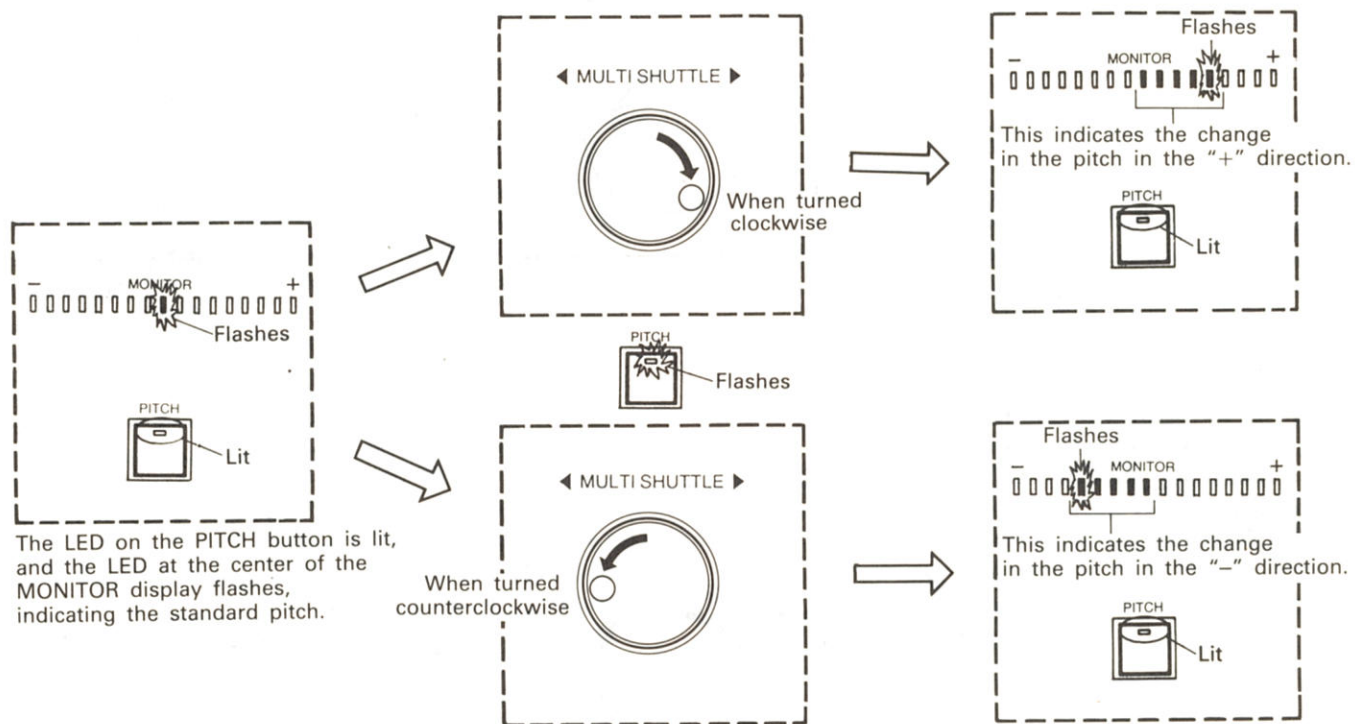 − MONITOR +
Flashes
PITCH
Lit
The LED on the PITCH button is lit,
and the LED at the center of the
MONITOR display flashes,
indicating the standard pitch.
◀ MULTI SHUTTLE ▶
When turned
clockwise
PITCH
Flashes
◀ MULTI SHUTTLE ▶
When turned
counterclockwise
Flashes
− MONITOR +
This indicates the change
in the pitch in the “+” direction.
PITCH
Lit
Flashes
− MONITOR +
This indicates the change
in the pitch in the “−” direction.
PITCH
Lit